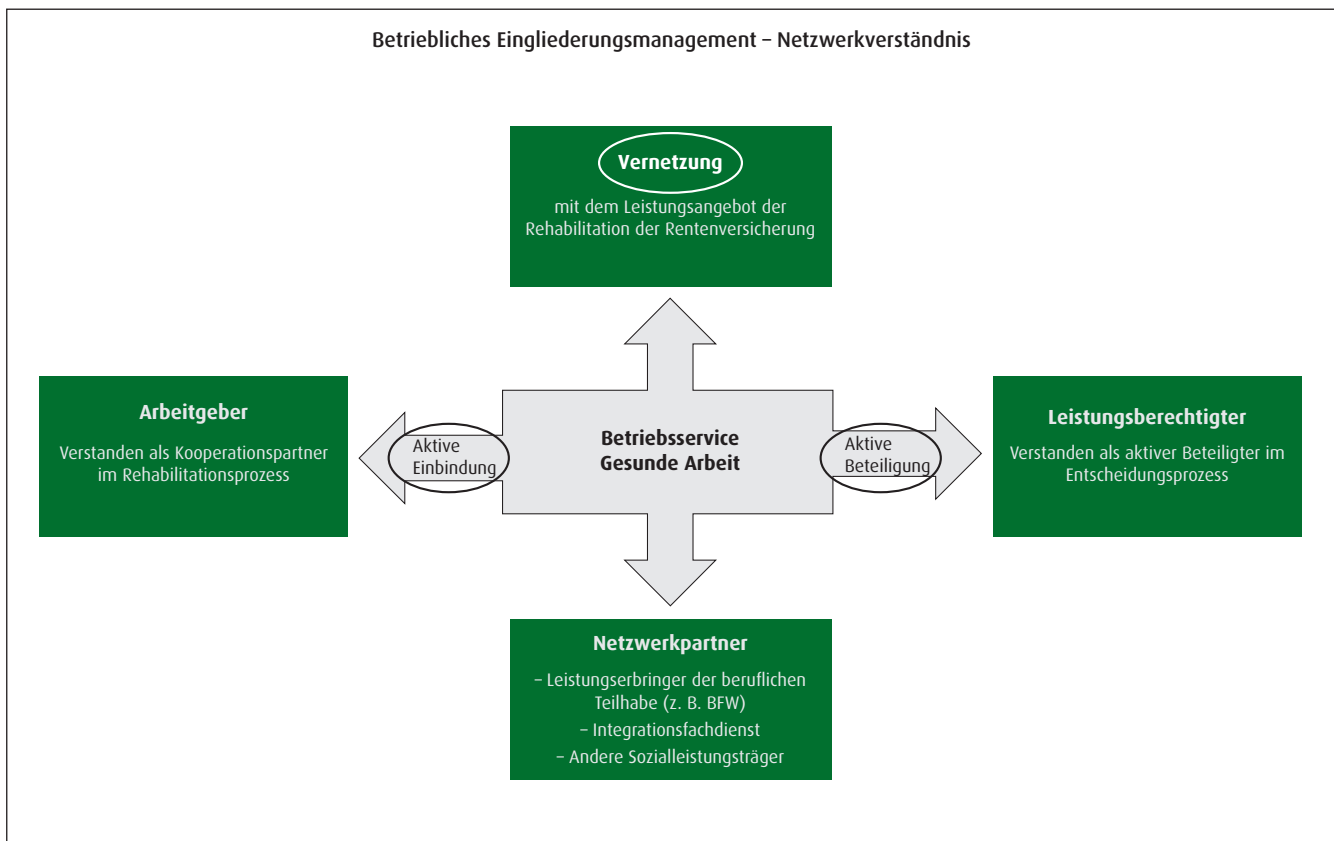 Betriebliches Eingliederungsmanagement – Netzwerkverständnis
Vernetzung
mit dem Leistungsangebot der
Rehabilitation der Rentenversicherung
Arbeitgeber
Verstanden als Kooperationspartner
im Rehabilitationsprozess
Aktive
Einbindung
Betriebsservice
Gesunde Arbeit
Aktive
Beteiligung
Leistungsberechtigter
Verstanden als aktiver Beteiligter im
Entscheidungsprozess
Netzwerkpartner
– Leistungserbringer der beruflichen
Teilhabe (z. B. BFW)
– Integrationsfachdienst
– Andere Sozialleistungsträger